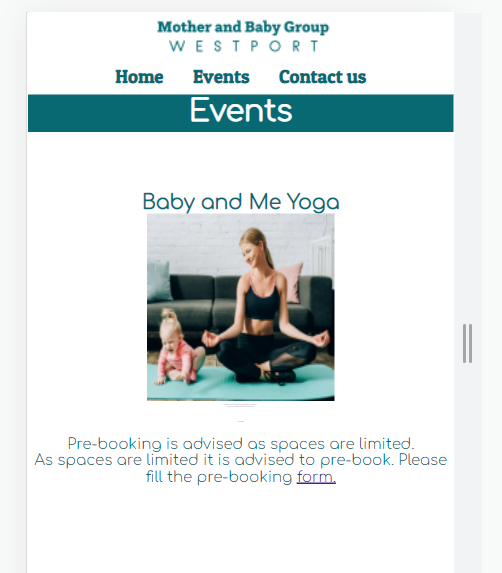 Mother and Baby Group
WESTPORT
Home Events Contact us
Events
Baby and Me Yoga
Pre-booking is advised as spaces are limited.
As spaces are limited it is advised to pre-book. Please
fill the pre-booking form.